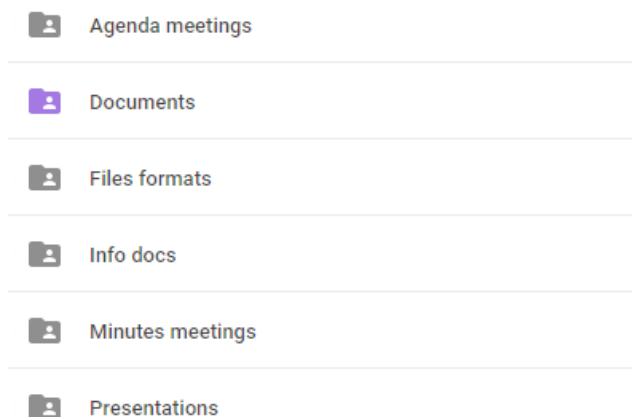 Agenda meetings
Documents
Files formats
Info docs
Minutes meetings
Presentations